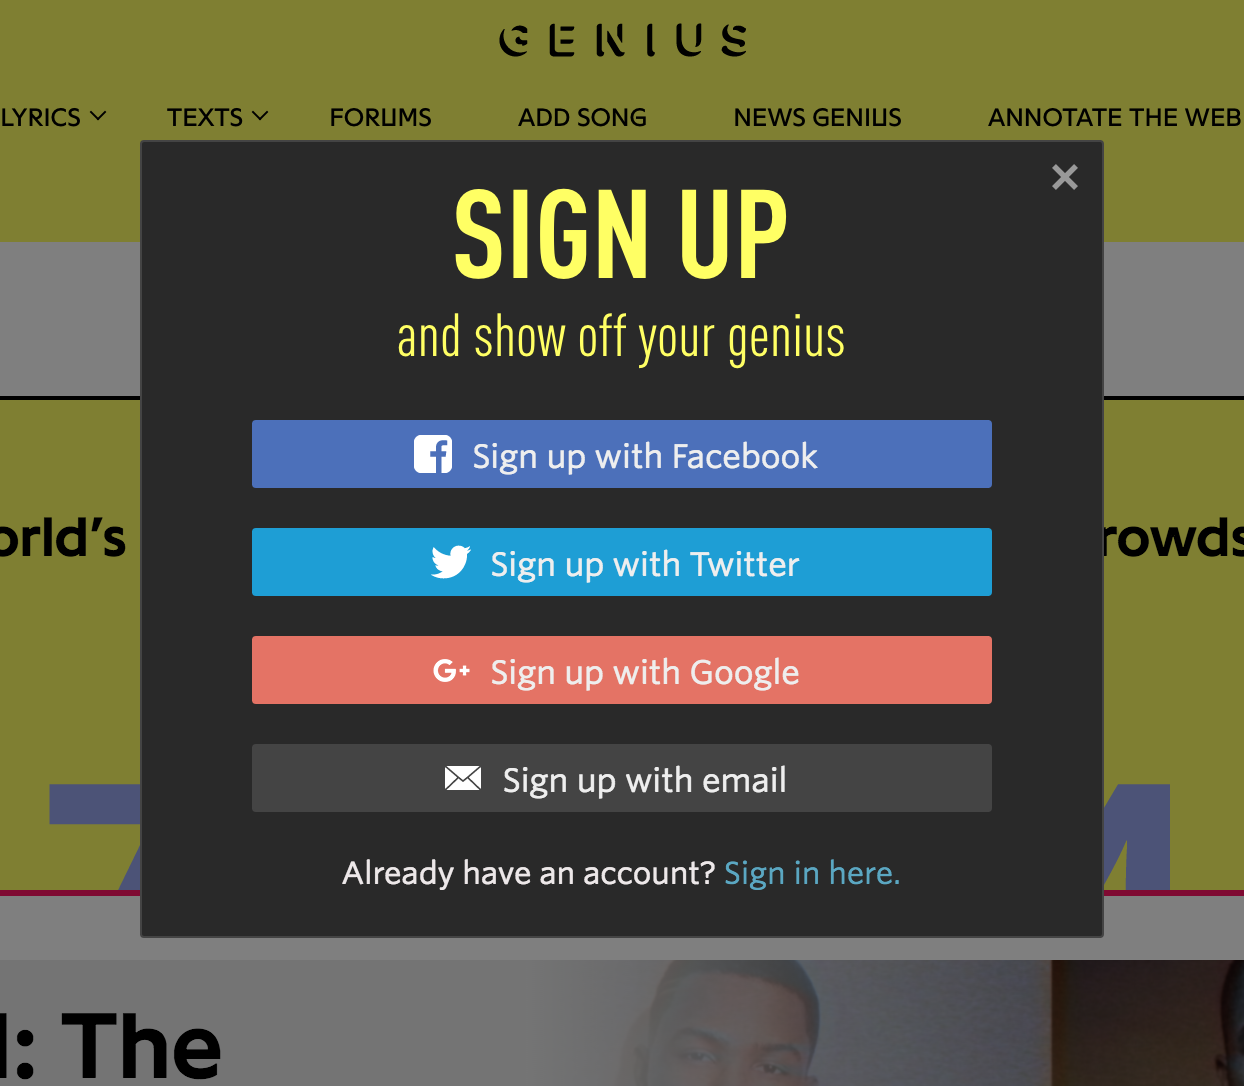 GENIUS
LYRICS TEXTS FORUMS ADD SONG NEWS GENIUS ANNOTATE THE WEB
SIGN UP
and show off your genius
Sign up with Facebook
Sign up with Twitter
G+ Sign up with Google
Sign up with email
Already have an account? Sign in here.
: The